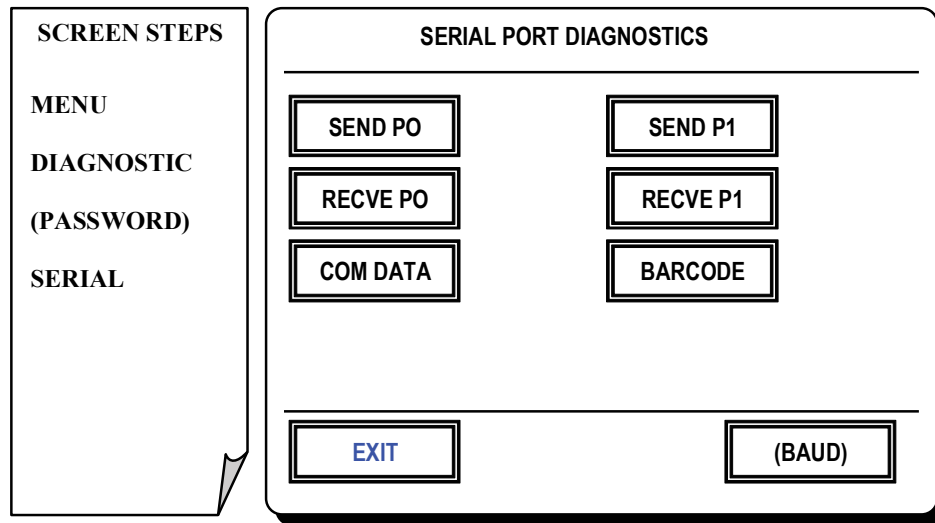 SCREEN STEPS
MENU
DIAGNOSTIC
(PASSWORD)
SERIAL
SERIAL PORT DIAGNOSTICS
SEND PO SEND P1
RECVE PO RECVE P1
COM DATA BARCODE
EXIT (BAUD)